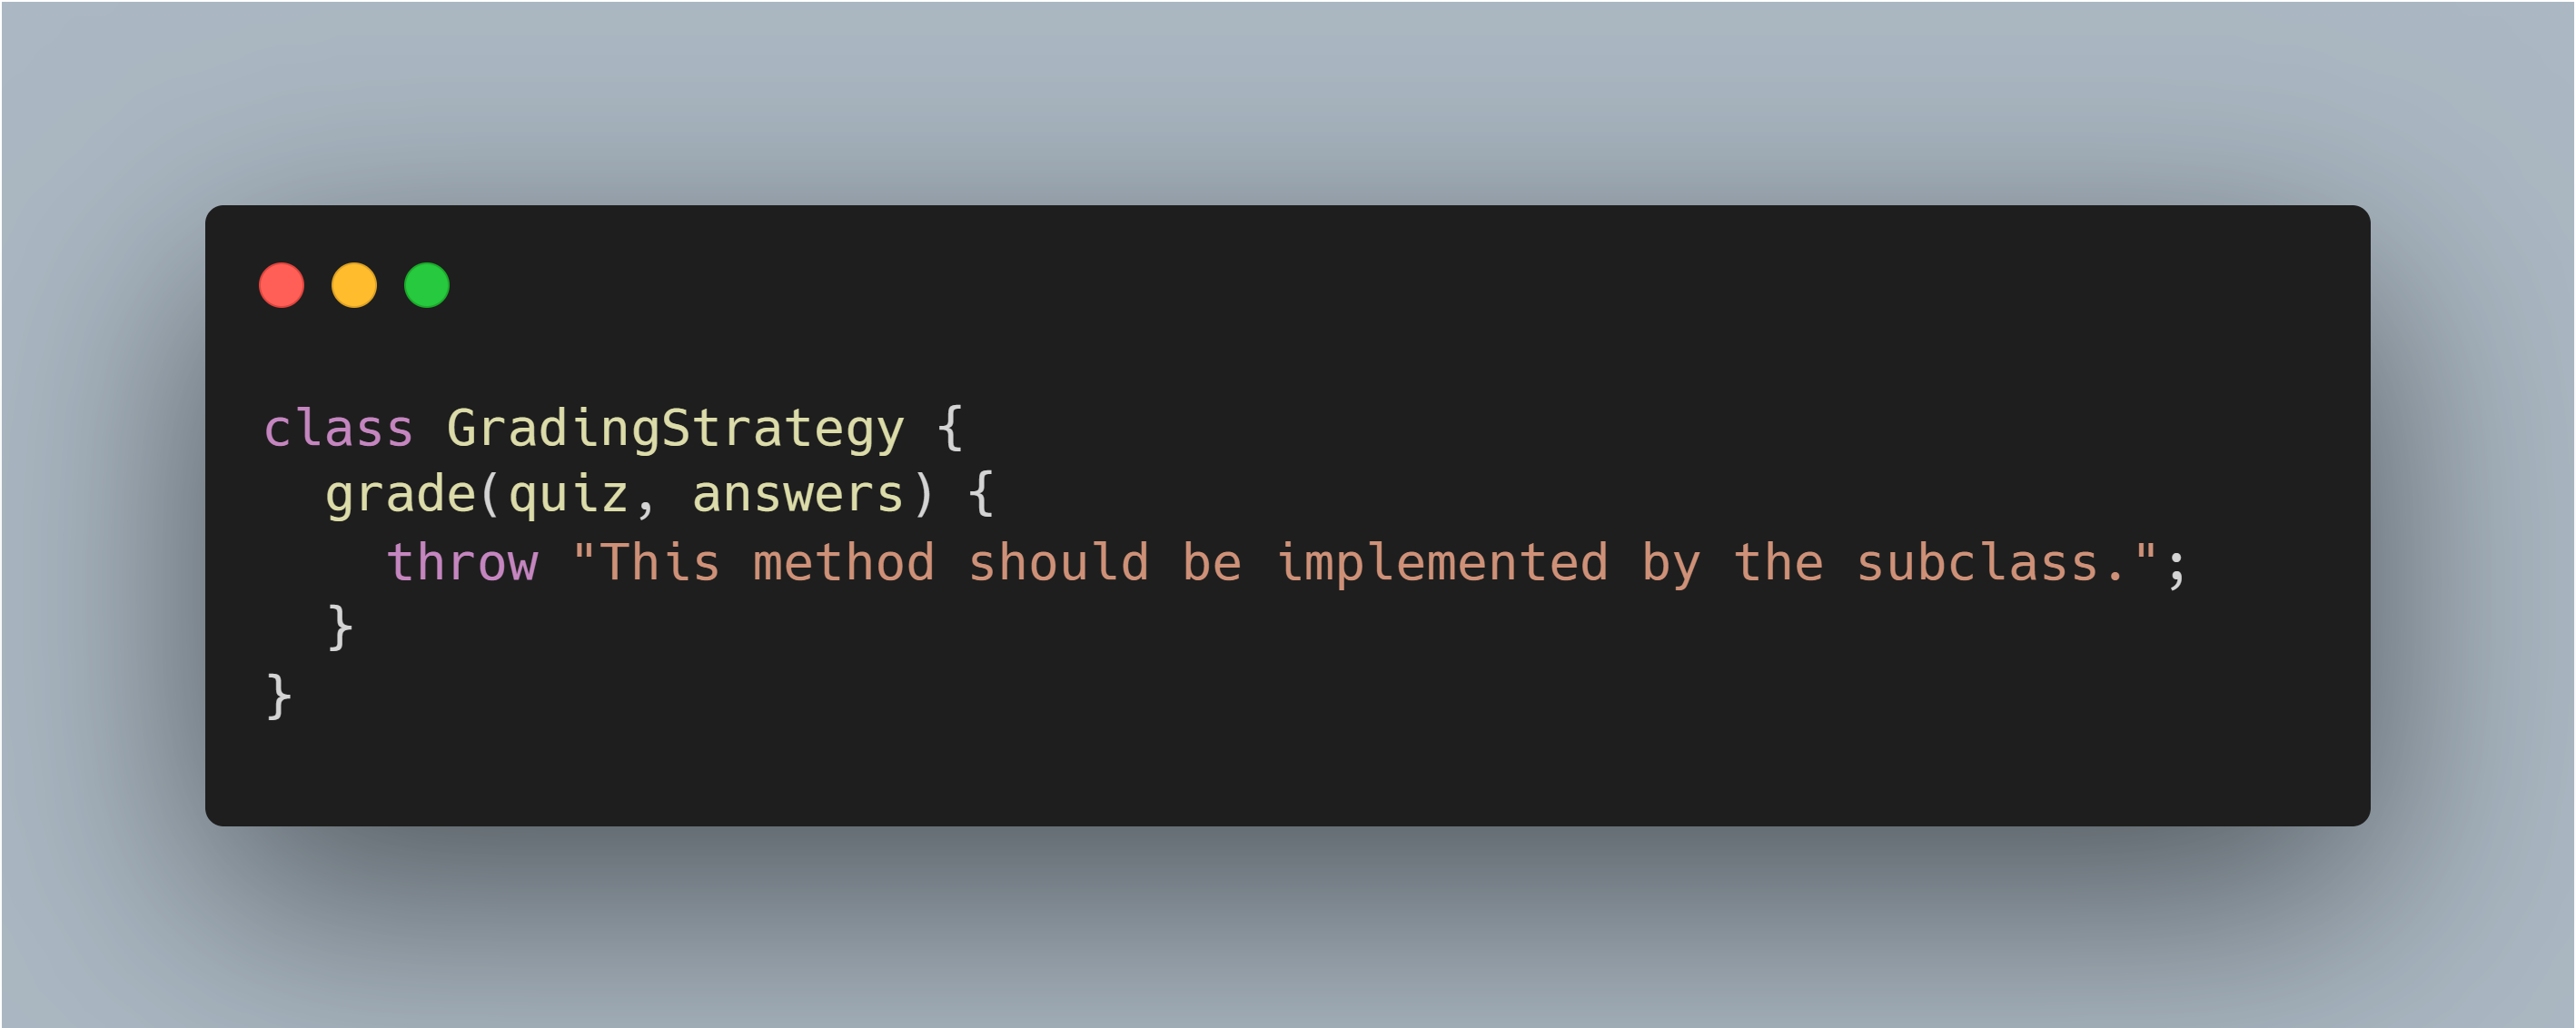 class GradingStrategy {
  grade(quiz, answers) {
    throw "This method should be implemented by the subclass.";
  }
}